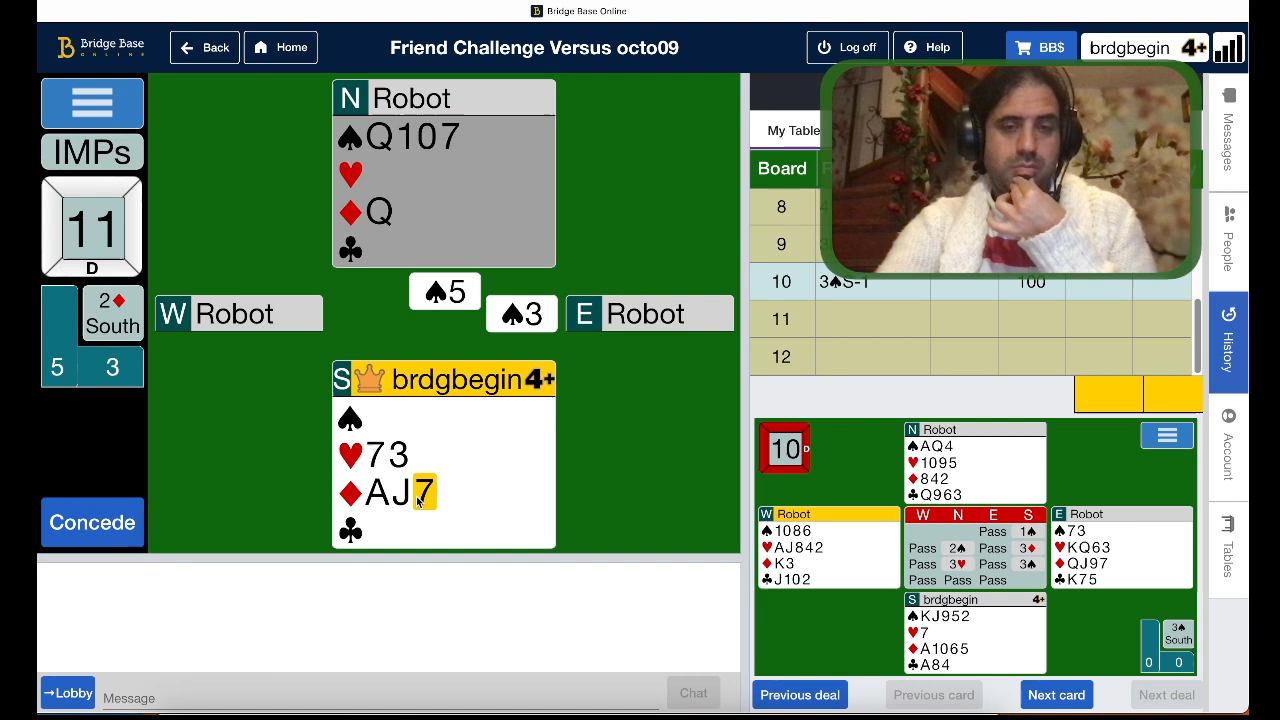 Bridge Base Online
Bridge Base
ONLINE
Back
Home
Friend Challenge Versus octo09
Log off
Help
BB$
brdgbegin 4+
IMPs
11
D
2♦
South
5
3
N Robot
♠Q107
♥
♦Q
♣
♠5
♠3
W Robot
E Robot
S brdgbegin 4+
♠
♥73
♦AJ7
♣
Concede
→Lobby
Message
Chat
My Table
Board
8
9
10 3♠S-1 100
11
12
Messages
People
History
Account
Tables
10
D
N Robot
♠AQ4
♥1095
♦842
♣Q963
W Robot
♠1086
♥AJ842
♦K3
♣J102
W N E S
Pass 1♠
Pass 2♠ Pass 3♦
Pass 3♥ Pass 3♠
Pass Pass Pass
E Robot
♠73
♥KQ63
♦QJ97
♣K75
S brdgbegin 4+
♠KJ952
♥7
♦A1065
♣A84
3♠
South
0 0
Previous deal
Previous card
Next card
Next deal